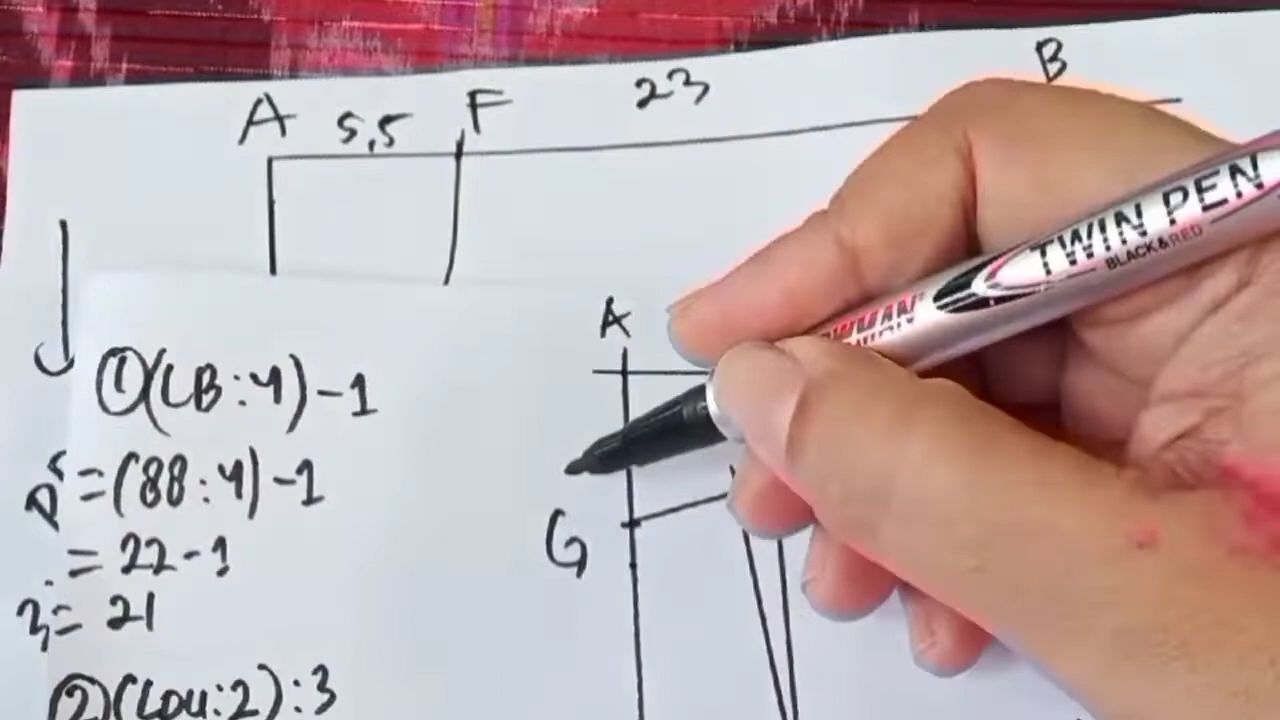 A 5,5 F 23 B
A
①(LB:4)-1
=(88:4)-1
G
= 22-1
= 21
②(LOU:2):3
TWIN PEN
BLACK&RED